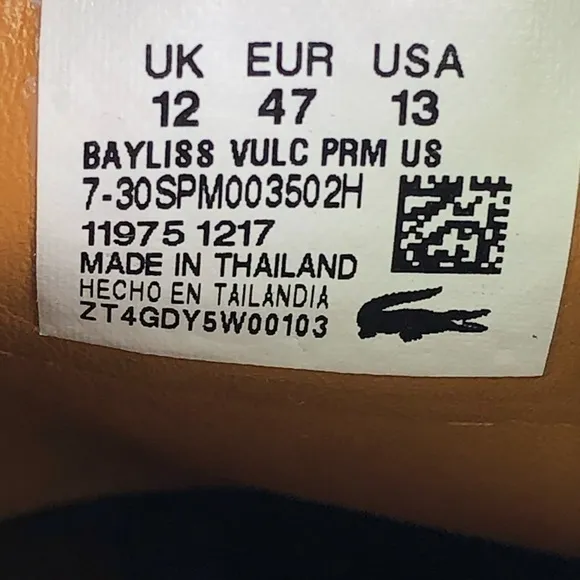 UK EUR USA
12 47 13
BAYLISS VULC PRM US
7-30SPM003502H
11975 1217
MADE IN THAILAND
HECHO EN TAILANDIA
ZT4GDY5W00103